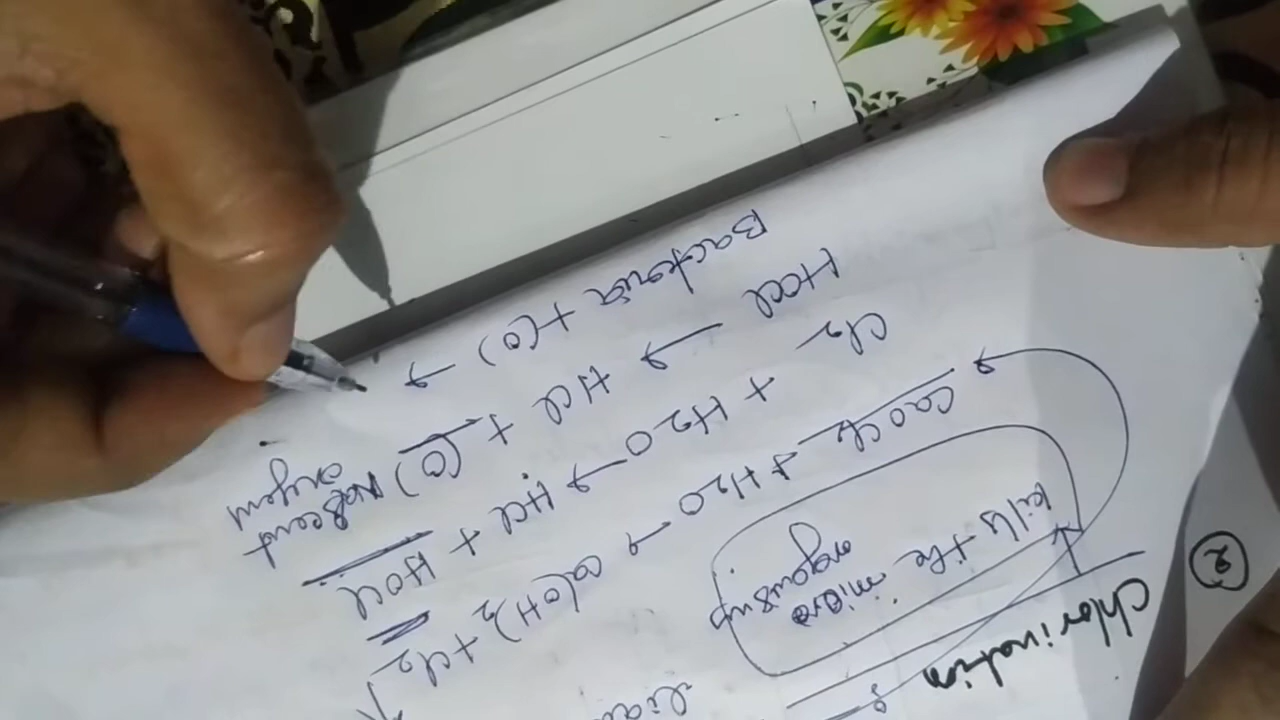 ② Chlorination :
kills the micro
CaOCl₂ + H₂O → Ca(OH)₂ + Cl₂ ↑
Cl₂ + H₂O → HCl + HOCl
HOCl → HCl + (O) Nascent
oxygen
Bacteria + (O) →